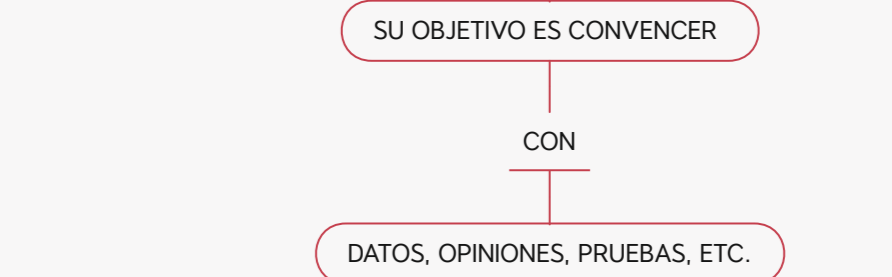 SU OBJETIVO ES CONVENCER
CON
DATOS, OPINIONES, PRUEBAS, ETC.